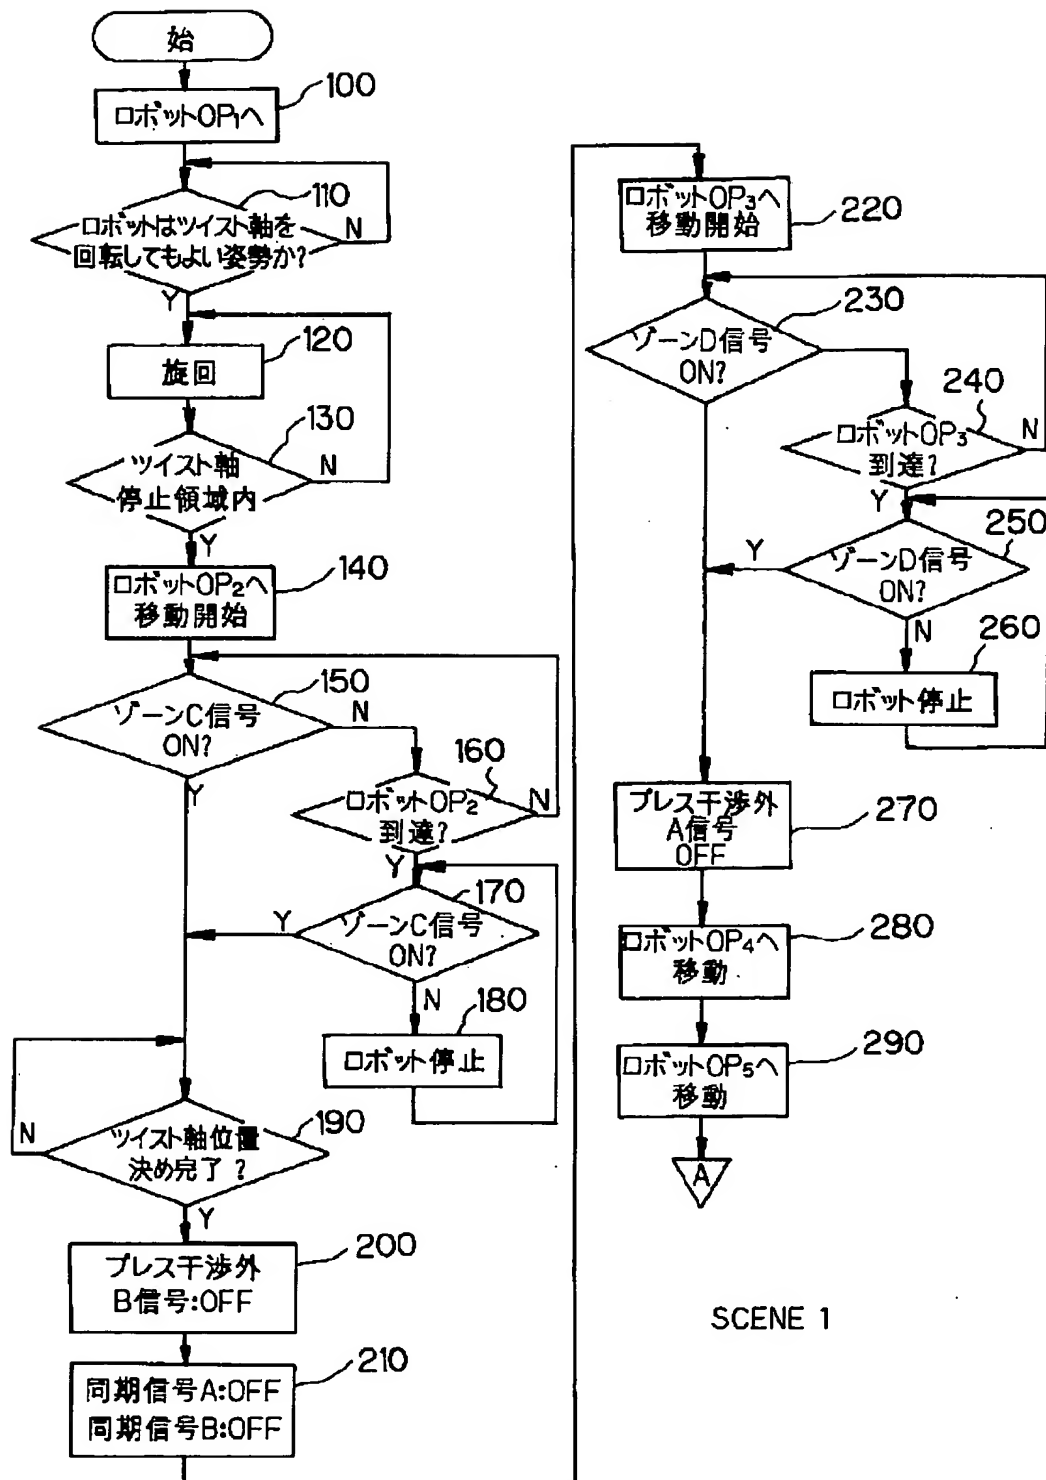 始
100
ロボットOP₁へ
110
ロボットはツイスト軸を
回転してもよい姿勢か?
N
Y
120
旋回
130
ツイスト軸
停止領域内
N
Y
140
ロボットOP₂へ
移動開始
150
ゾーンC信号
ON?
N
Y
160
ロボットOP₂
到達?
N
Y
170
ゾーンC信号
ON?
Y
N
180
ロボット停止
190
ツイスト軸位置
決め完了?
N
Y
200
プレス干渉外
B信号:OFF
210
同期信号A:OFF
同期信号B:OFF
220
ロボットOP₃へ
移動開始
230
ゾーンD信号
ON?
240
ロボットOP₃
到達?
N
Y
250
ゾーンD信号
ON?
Y
N
260
ロボット停止
270
プレス干渉外
A信号
OFF
280
ロボットOP₄へ
移動
290
ロボットOP₅へ
移動
A
SCENE 1